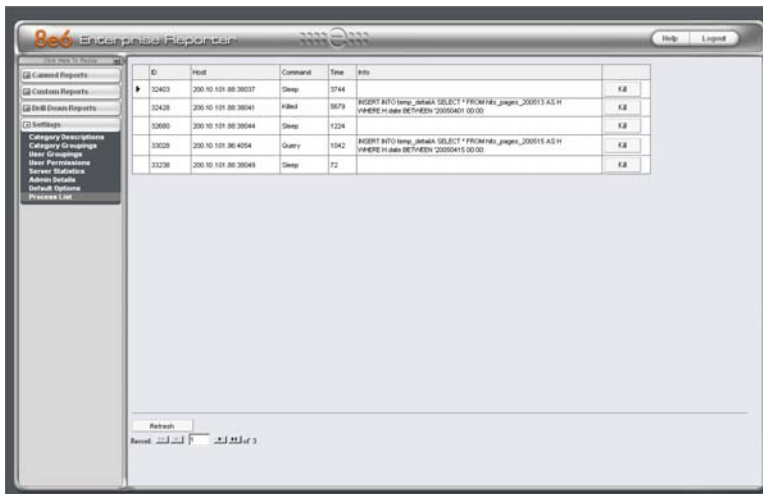 8e6 Enterprise Reporter
Help Logout
Click Here To Resize
Canned Reports
Custom Reports
Drill Down Reports
Settings
Category Descriptions
Category Groupings
User Groupings
User Permissions
Server Statistics
Admin Details
Default Options
Process List
ID Host Command Time Info
32403 200.10.101.88:38037 Sleep 3744 Kill
32428 200.10.101.88:38041 Killed 5679 INSERT INTO temp_detailA SELECT * FROM hits_pages_200513 AS H
WHERE H.date BETWEEN '20050401 00:00: Kill
32680 200.10.101.88:38044 Sleep 1224 Kill
33028 200.10.101.96:4054 Query 1042 INSERT INTO temp_detailA SELECT * FROM hits_pages_200515 AS H
WHERE H.date BETWEEN '20050415 00:00: Kill
33238 200.10.101.88:38049 Sleep 72 Kill
Refresh
Record: 1 of 3